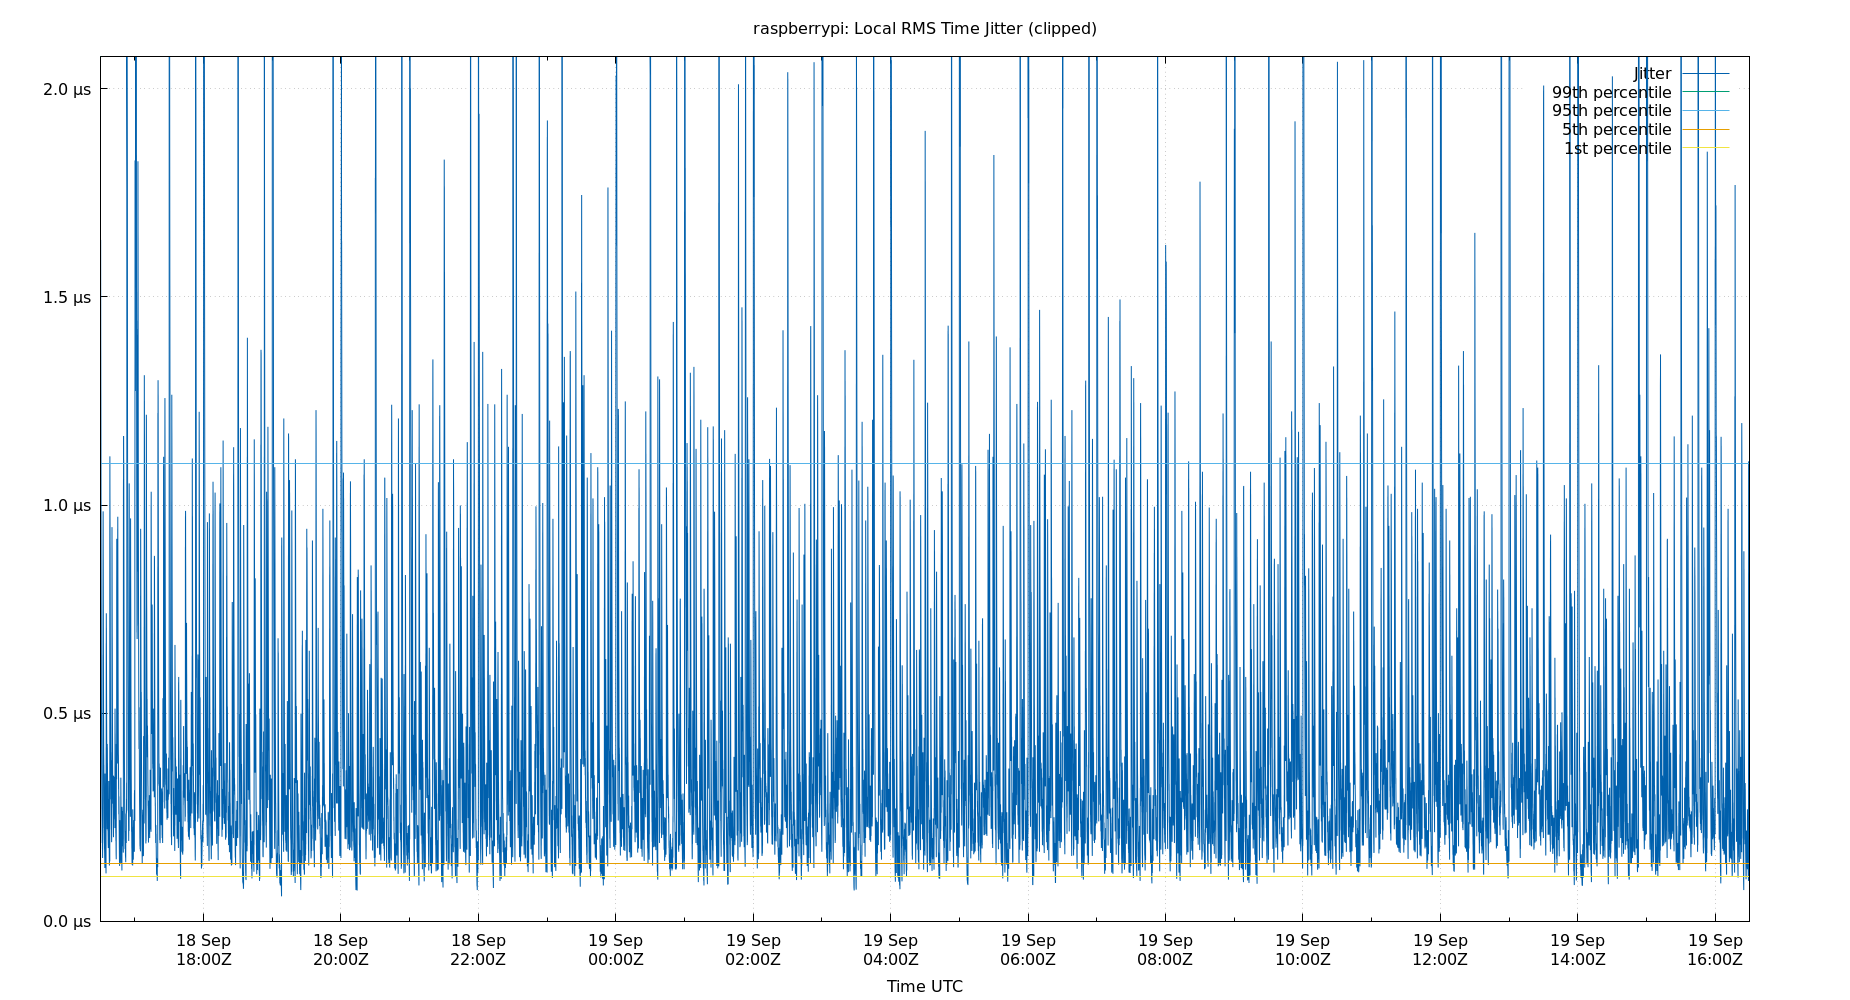 raspberrypi: Local RMS Time Jitter (clipped)
Jitter
99th percentile
95th percentile
5th percentile
1st percentile
2.0 µs
1.5 µs
1.0 µs
0.5 µs
0.0 µs
18 Sep 18 Sep 18 Sep 19 Sep 19 Sep 19 Sep 19 Sep 19 Sep 19 Sep 19 Sep 19 Sep 19 Sep
18:00Z 20:00Z 22:00Z 00:00Z 02:00Z 04:00Z 06:00Z 08:00Z 10:00Z 12:00Z 14:00Z 16:00Z
Time UTC